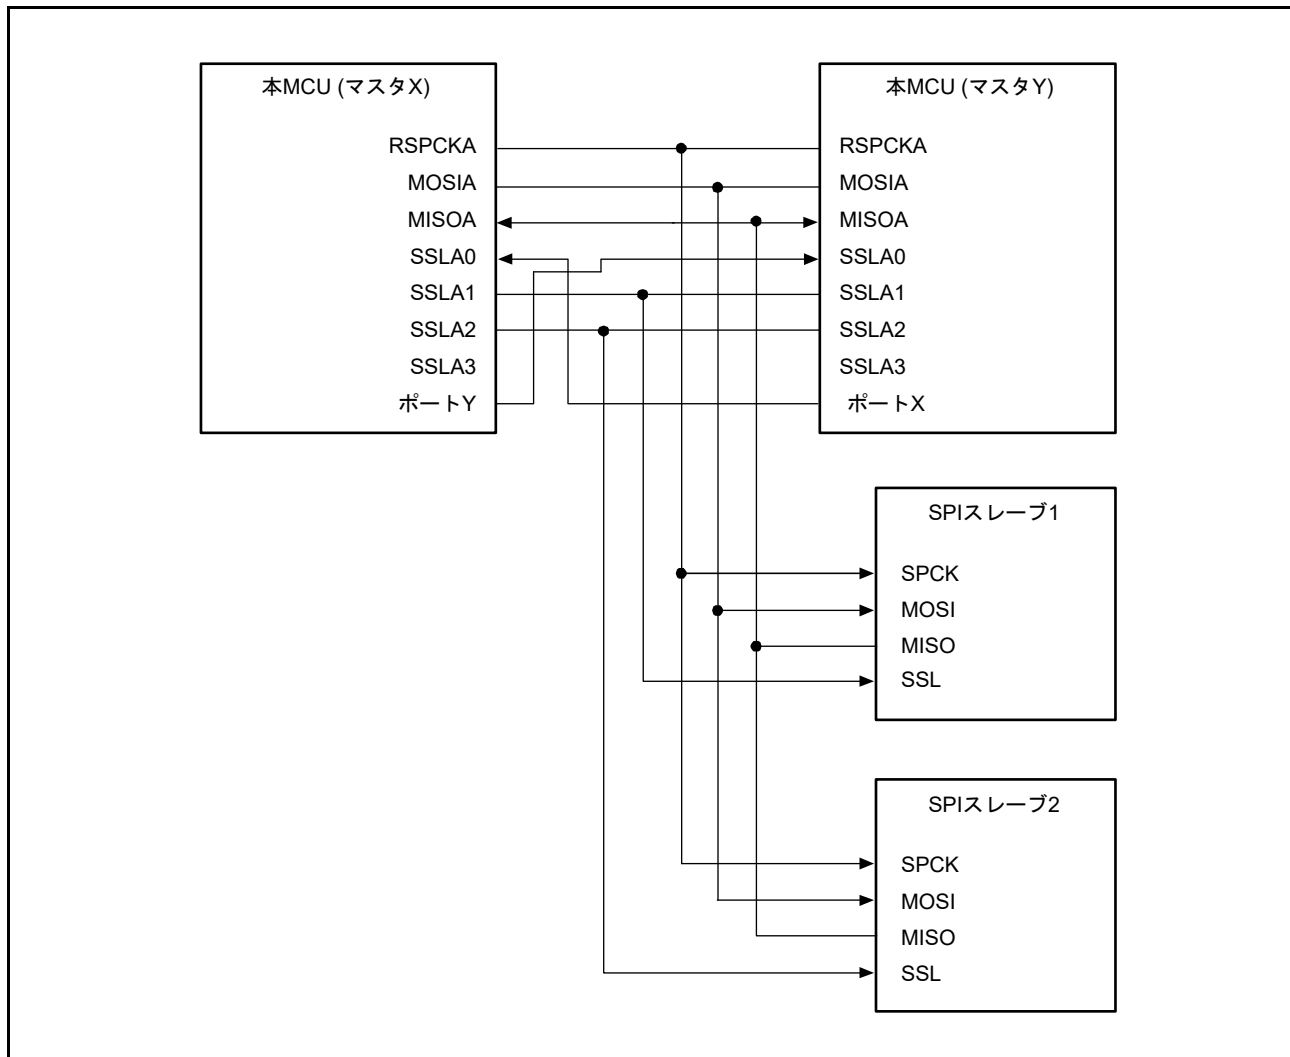 本MCU (マスタX)
RSPCKA
MOSIA
MISOA
SSLA0
SSLA1
SSLA2
SSLA3
ポートY
本MCU (マスタY)
RSPCKA
MOSIA
MISOA
SSLA0
SSLA1
SSLA2
SSLA3
ポートX
SPIスレーブ1
SPCK
MOSI
MISO
SSL
SPIスレーブ2
SPCK
MOSI
MISO
SSL